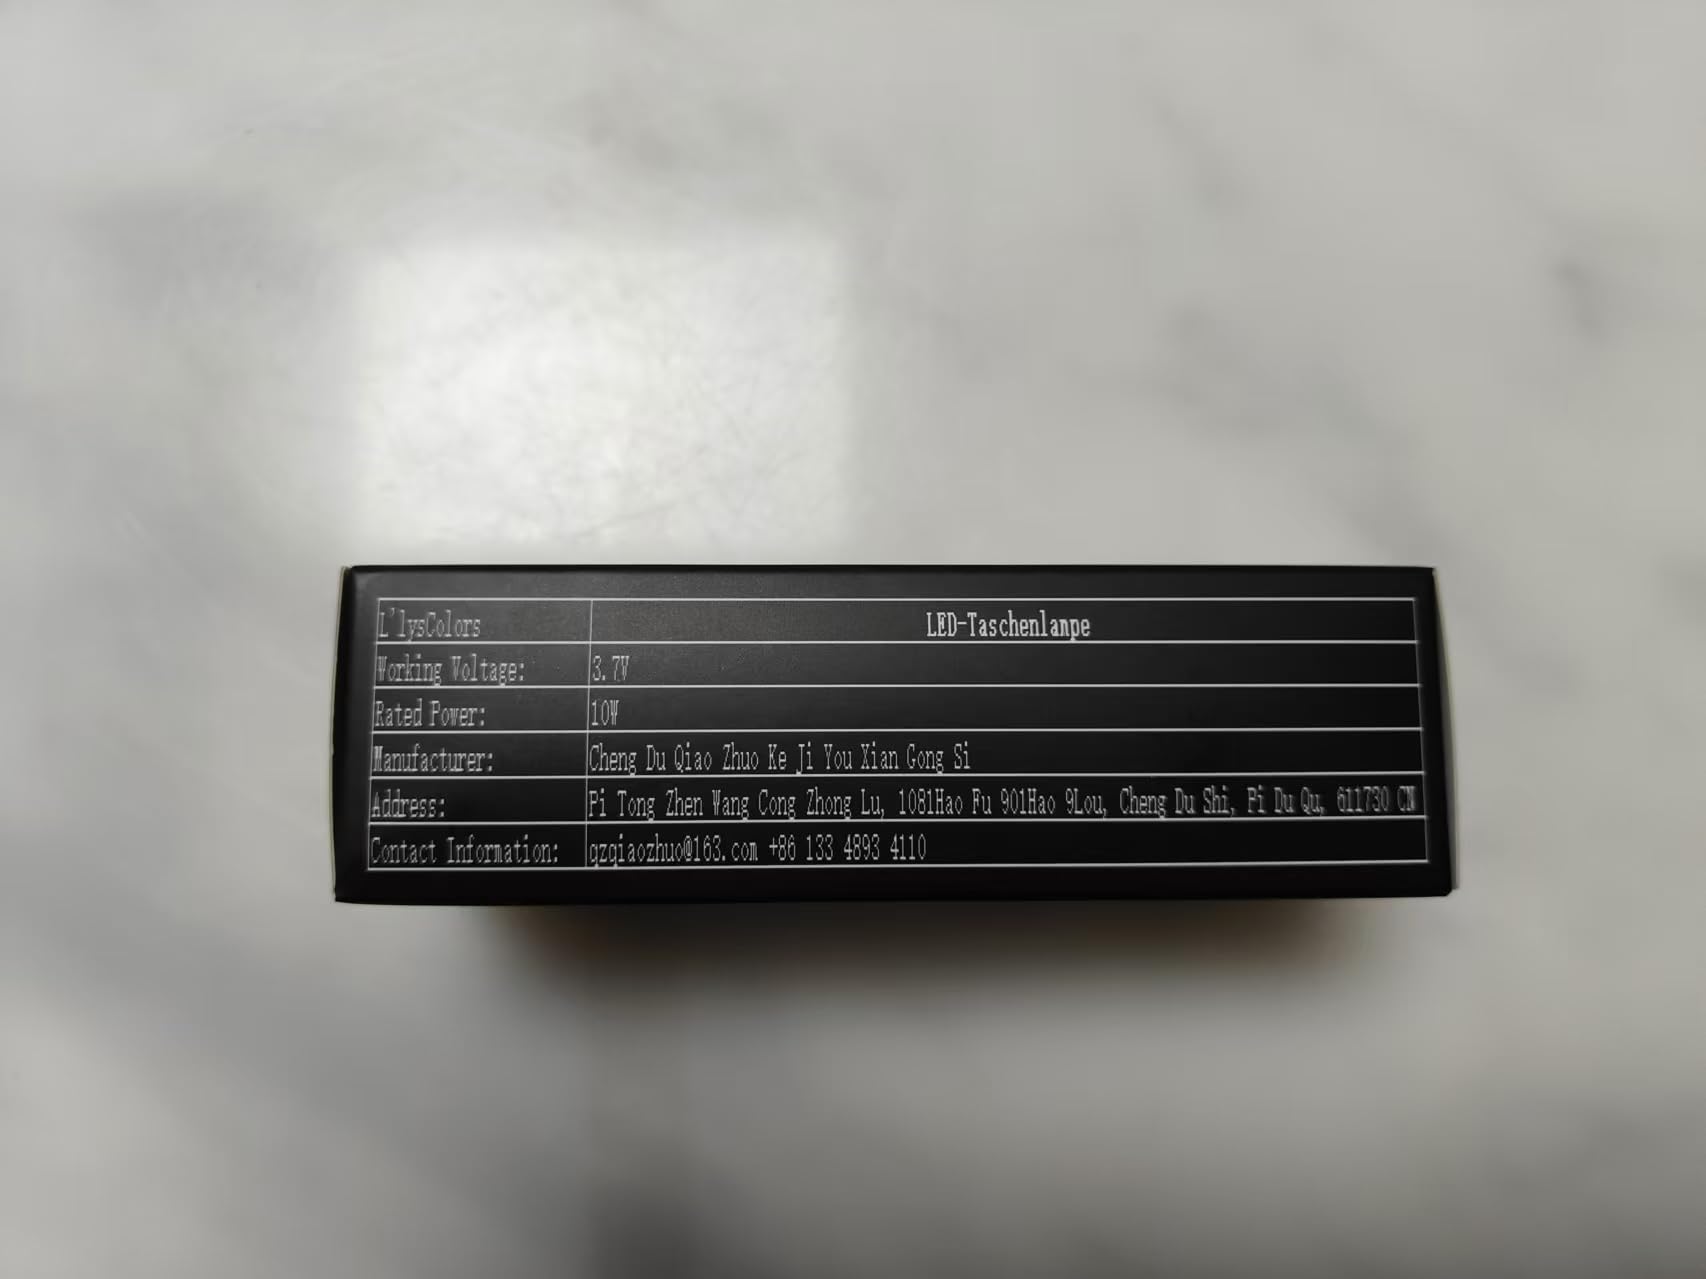 L'lysColors LED-Taschenlampe
Working Voltage: 3.7V
Rated Power: 10W
Manufacturer: Cheng Du Qiao Zhuo Ke Ji You Xian Gong Si
Address: Pi Tong Zhen Wang Cong Zhong Lu, 1081Hao Fu 901Hao 9Lou, Cheng Du Shi, Pi Du Qu, 611730 CN
Contact Information: qzqiaozhuo@163.com +86 133 4893 4110